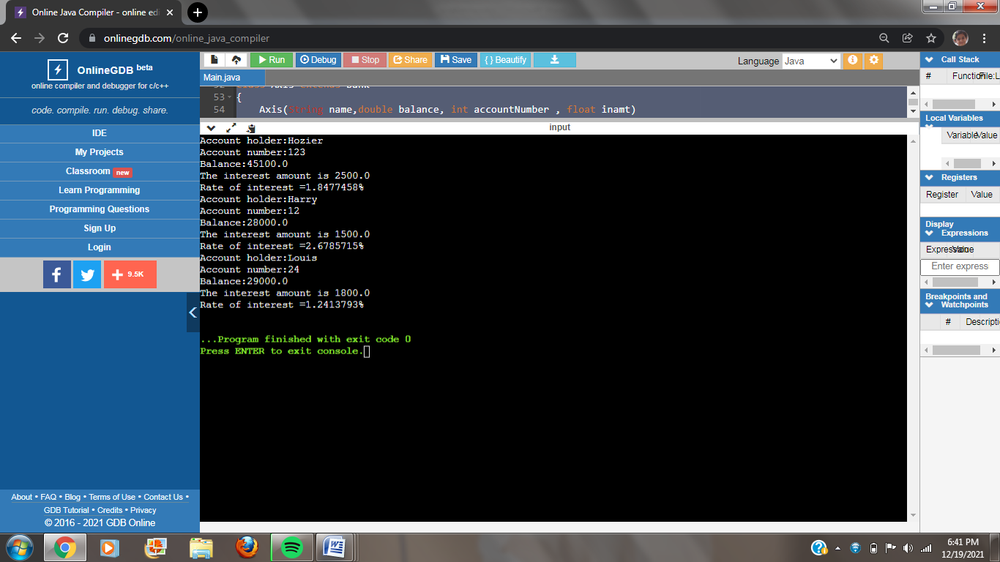 Online Java Compiler - online edi
onlinegdb.com/online_java_compiler
OnlineGDB beta
online compiler and debugger for c/c++
code. compile. run. debug. share.
IDE
My Projects
Classroom new
Learn Programming
Programming Questions
Sign Up
Login
9.5K
About • FAQ • Blog • Terms of Use • Contact Us •
GDB Tutorial • Credits • Privacy
© 2016 - 2021 GDB Online
Run Debug Stop Share Save { } Beautify
Language Java
Main.java
53 {
54 Axis(String name,double balance, int accountNumber , float inamt)
input
Account holder:Hozier
Account number:123
Balance:45100.0
The interest amount is 2500.0
Rate of interest =1.8477458%
Account holder:Harry
Account number:12
Balance:28000.0
The interest amount is 1500.0
Rate of interest =2.6785715%
Account holder:Louis
Account number:24
Balance:29000.0
The interest amount is 1800.0
Rate of interest =1.2413793%
...Program finished with exit code 0
Press ENTER to exit console.
Call Stack
# Function File:L
Local Variables
Variable Value
Registers
Register Value
Display
Expressions
Expression Value
Enter express
Breakpoints and
Watchpoints
# Descripti
6:41 PM
12/19/2021